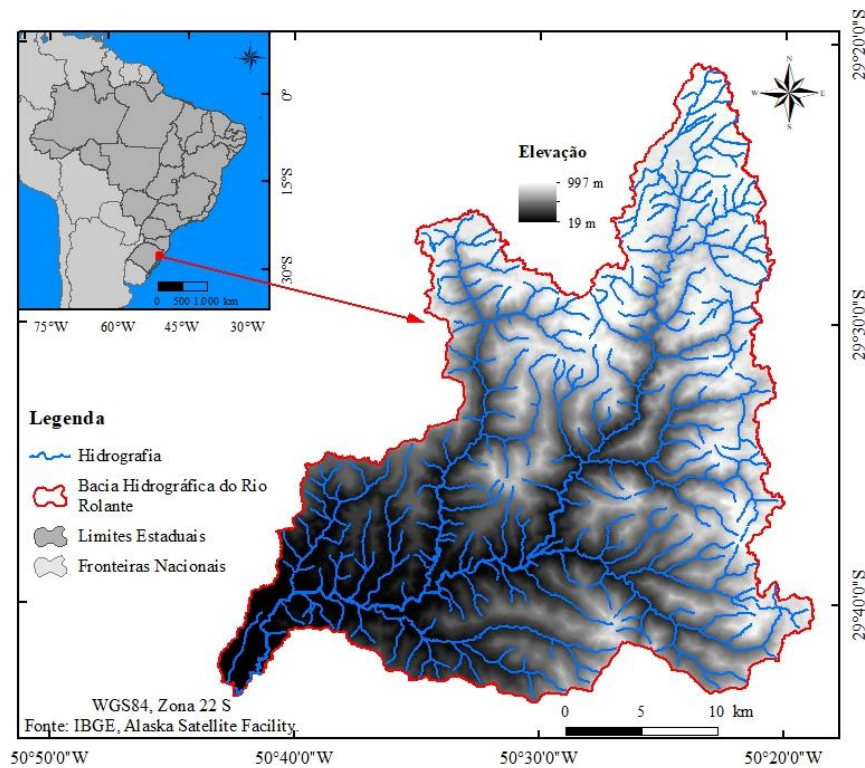 0°
15°S
30°S
0 500 1.000 km
75°W 60°W 45°W 30°W
N
W E
S
Elevação
997 m
19 m
29°20'0"S
29°30'0"S
29°40'0"S
Legenda
Hidrografia
Bacia Hidrográfica do Rio
Rolante
Limites Estaduais
Fronteiras Nacionais
WGS84, Zona 22 S
Fonte: IBGE, Alaska Satellite Facility.
0 5 10 km
50°50'0"W 50°40'0"W 50°30'0"W 50°20'0"W